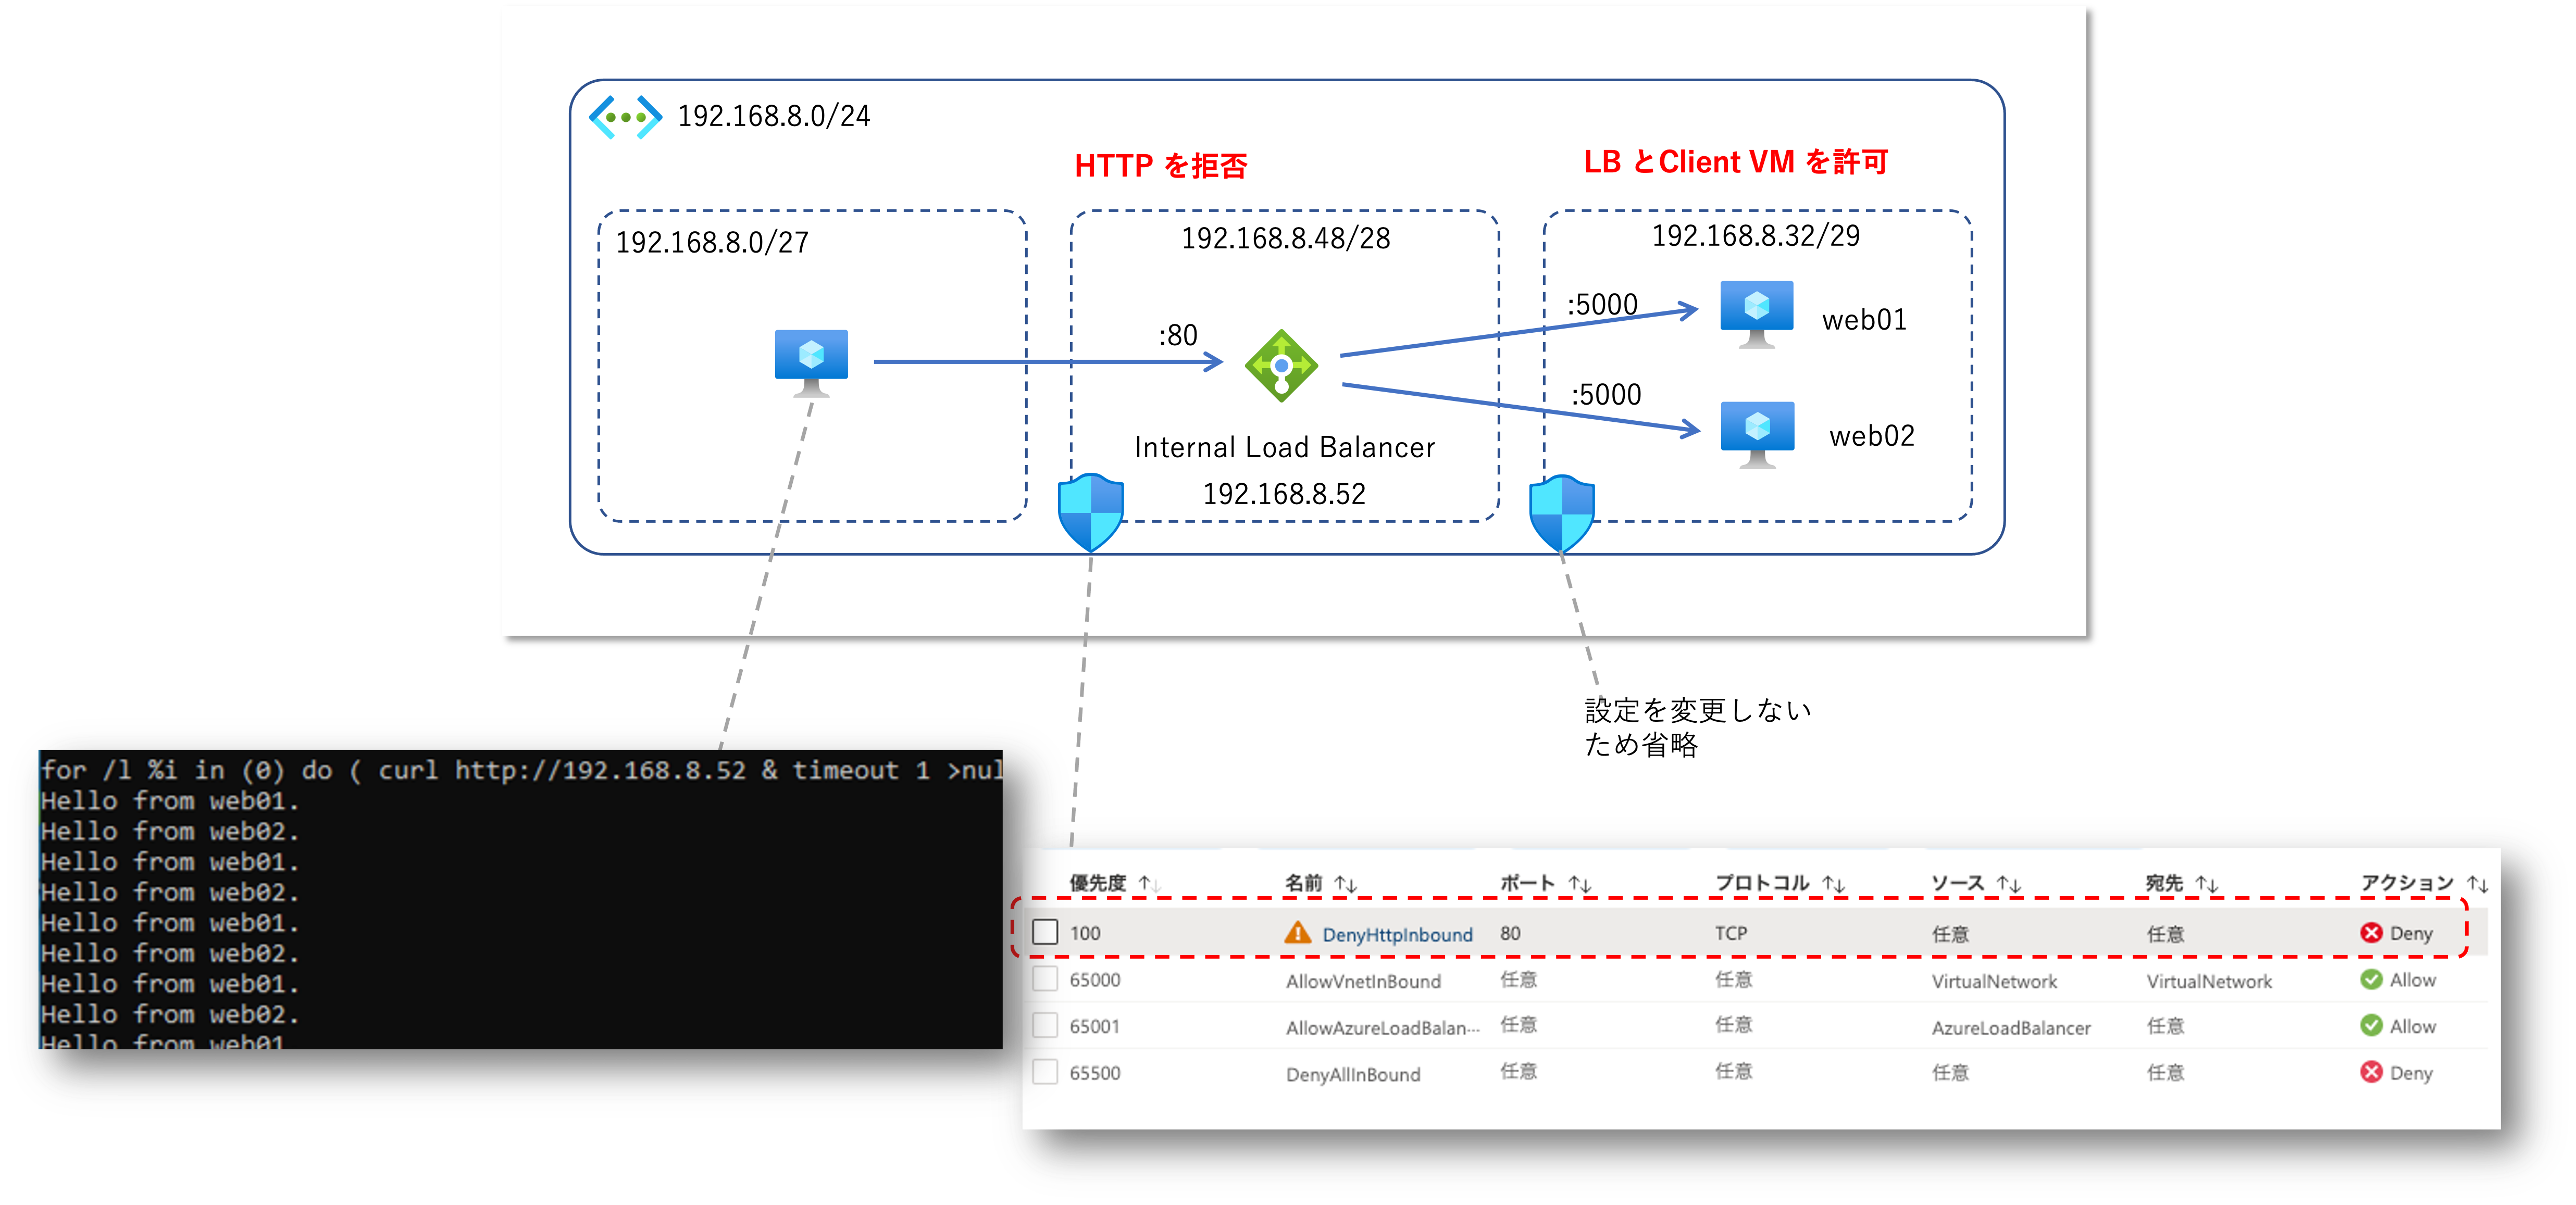 192.168.8.0/24
HTTP を拒否
LB とClient VM を許可
192.168.8.0/27
192.168.8.48/28
192.168.8.32/29
:80
:5000
:5000
web01
web02
Internal Load Balancer
192.168.8.52
設定を変更しない
ため省略
for /l %i in (0) do ( curl http://192.168.8.52 & timeout 1 >nul
Hello from web01.
Hello from web02.
Hello from web01.
Hello from web02.
Hello from web01.
Hello from web02.
Hello from web01.
Hello from web02.
Hello from web01
優先度 ↑↓ 名前 ↑↓ ポート ↑↓ プロトコル ↑↓ ソース ↑↓ 宛先 ↑↓ アクション ↑↓
100 DenyHttpInbound 80 TCP 任意 任意 Deny
65000 AllowVnetInBound 任意 任意 VirtualNetwork VirtualNetwork Allow
65001 AllowAzureLoadBalan… 任意 任意 AzureLoadBalancer 任意 Allow
65500 DenyAllInBound 任意 任意 任意 任意 Deny